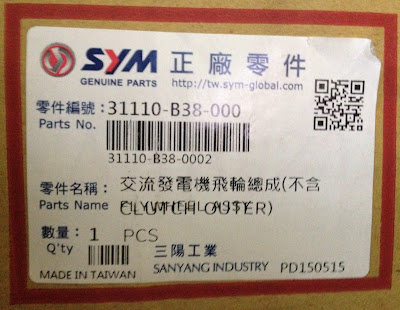 SYM 正廠零件
GENUINE PARTS http://tw.sym-global.com/
零件編號：31110-B38-000
Parts No.
31110-B38-0002
零件名稱： 交流發電機飛輪總成(不含
Parts Name FLYWHEEL ASSY
CLUTCH OUTER)
數量： 1 PCS
Q'ty 三陽工業
MADE IN TAIWAN SANYANG INDUSTRY PD150515